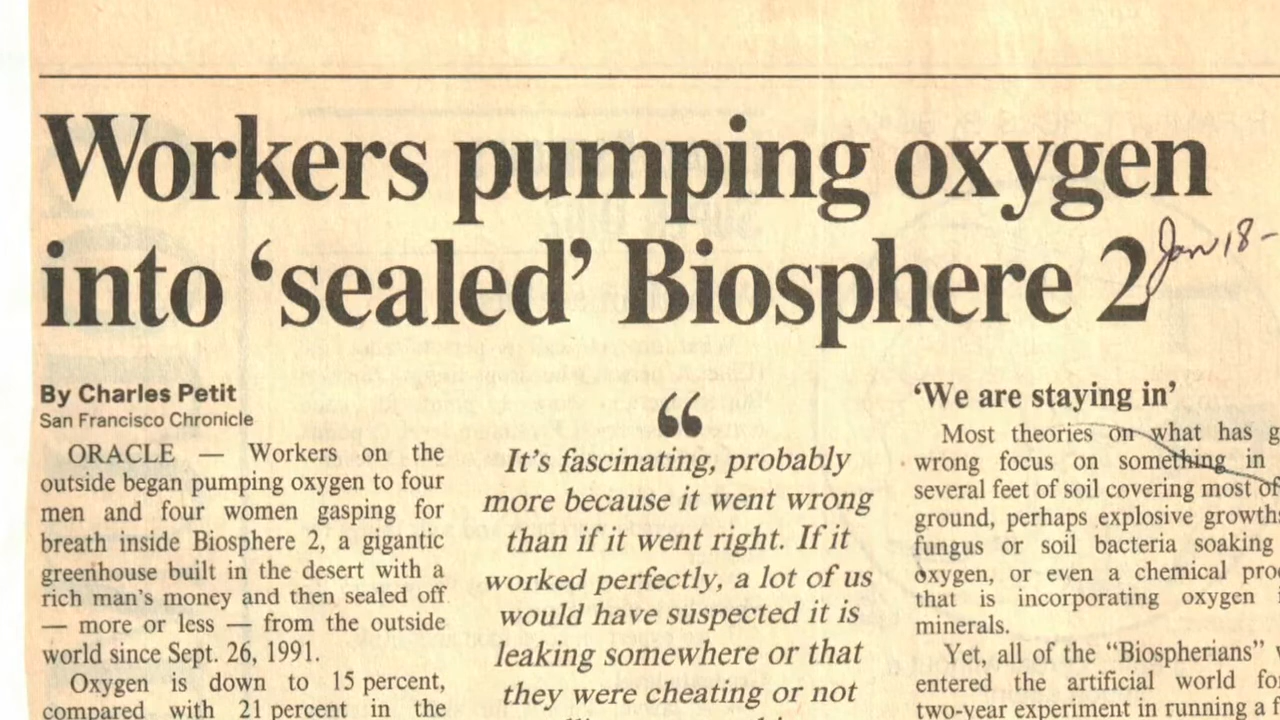 Workers pumping oxygen
into ‘sealed’ Biosphere 2
Jan 18 -
By Charles Petit
San Francisco Chronicle
ORACLE — Workers on the
outside began pumping oxygen to four
men and four women gasping for
breath inside Biosphere 2, a gigantic
greenhouse built in the desert with a
rich man's money and then sealed off
— more or less — from the outside
world since Sept. 26, 1991.
Oxygen is down to 15 percent,
compared with 21 percent in the
“
It's fascinating, probably
more because it went wrong
than if it went right. If it
worked perfectly, a lot of us
would have suspected it is
leaking somewhere or that
they were cheating or not
‘We are staying in’
Most theories on what has
wrong focus on something in
several feet of soil covering most of
ground, perhaps explosive growth
fungus or soil bacteria soaking
oxygen, or even a chemical
that is incorporating oxygen
minerals.
Yet, all of the “Biospherians”
entered the artificial world
two-year experiment in running a